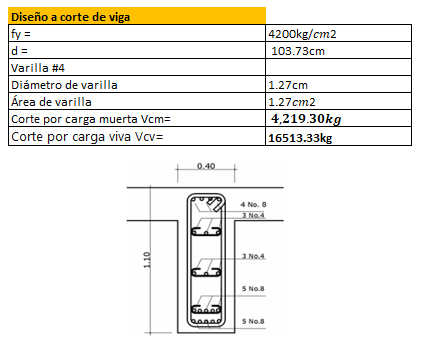 Diseño a corte de viga
fy = 4200kg/cm2
d = 103.73cm
Varilla #4
Diámetro de varilla 1.27cm
Área de varilla 1.27cm2
Corte por carga muerta Vcm= 4,219.30kg
Corte por carga viva Vcv= 16513.33kg
0.40
4 No. 8
3 No.4
1.10
3 No.4
5 No.8
5 No.8